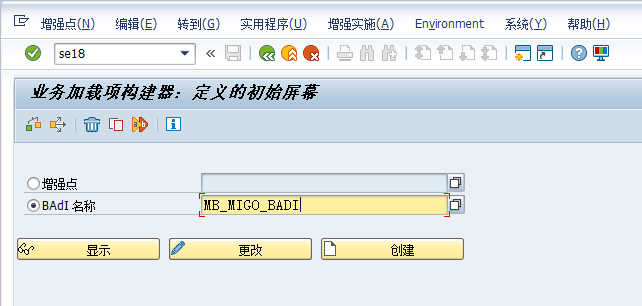 增强点(N) 编辑(E) 转到(G) 实用程序(U) 增强实施(A) Environment 系统(Y) 帮助(H)
se18
业务加载项构建器: 定义的初始屏幕
增强点
BAdI 名称 MB_MIGO_BADI
显示 更改 创建